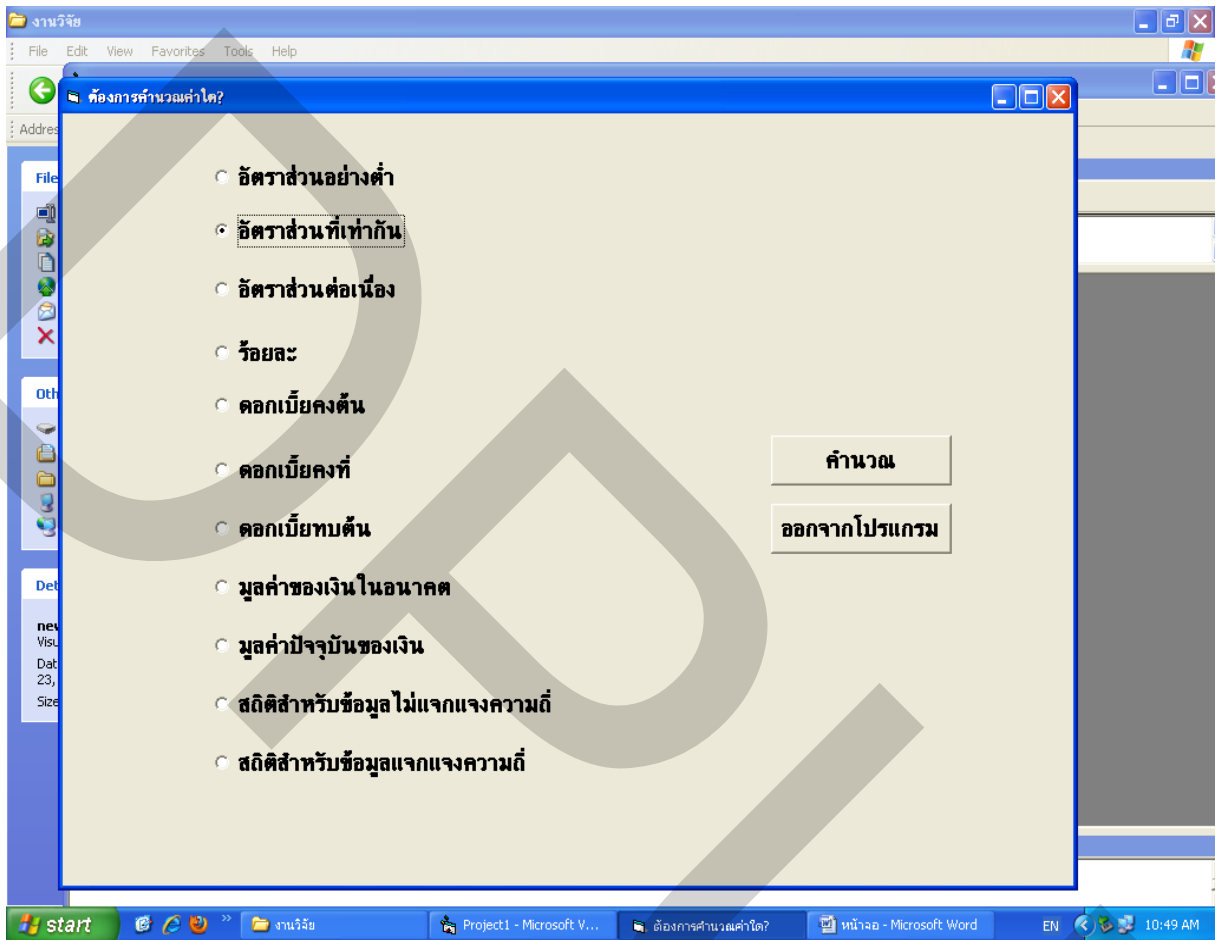 งานวิจัย
File Edit View Favorites Tools Help
ต้องการคำนวณค่าใด?
Addres
File
อัตราส่วนอย่างต่ำ
อัตราส่วนที่เท่ากัน
อัตราส่วนต่อเนื่อง
ร้อยละ
Oth
ดอกเบี้ยคงต้น
คำนวณ
ดอกเบี้ยคงที่
ออกจากโปรแกรม
ดอกเบี้ยทบต้น
Det
มูลค่าของเงินในอนาคต
new
Visu
มูลค่าปัจจุบันของเงิน
Dat
23,
Size
สถิติสำหรับข้อมูลไม่แจกแจงความถี่
สถิติสำหรับข้อมูลแจกแจงความถี่
start งานวิจัย Project1 - Microsoft V... ต้องการคำนวณค่าใด? หน้าจอ - Microsoft Word EN 10:49 AM